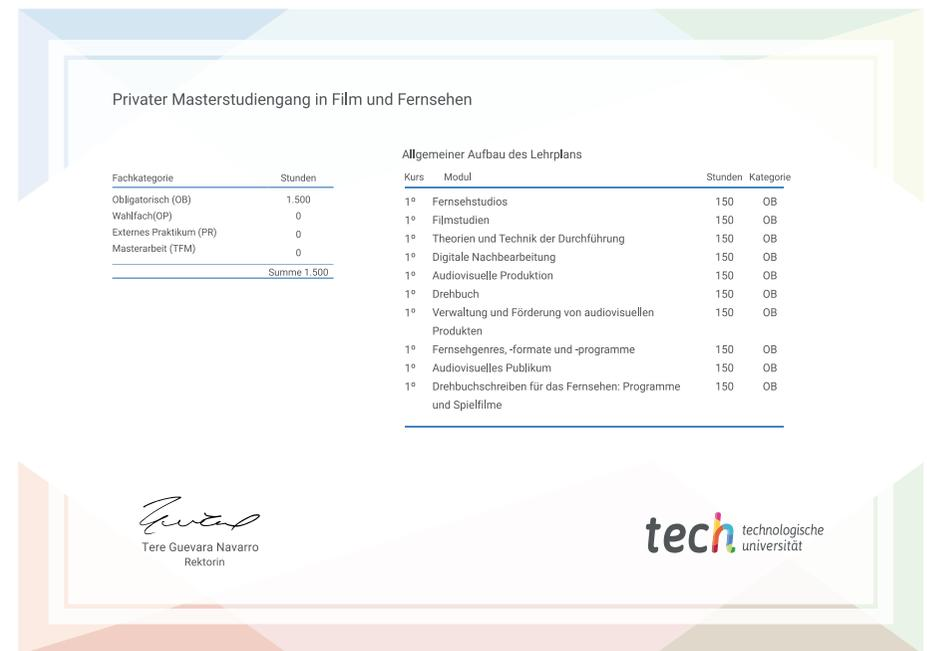 Privater Masterstudiengang in Film und Fernsehen
Fachkategorie Stunden
Obligatorisch (OB) 1.500
Wahlfach(OP) 0
Externes Praktikum (PR) 0
Masterarbeit (TFM) 0
Summe 1.500
Allgemeiner Aufbau des Lehrplans
Kurs Modul Stunden Kategorie
1º Fernsehstudios 150 OB
1º Filmstudien 150 OB
1º Theorien und Technik der Durchführung 150 OB
1º Digitale Nachbearbeitung 150 OB
1º Audiovisuelle Produktion 150 OB
1º Drehbuch 150 OB
1º Verwaltung und Förderung von audiovisuellen 150 OB
Produkten
1º Fernsehgenres, -formate und -programme 150 OB
1º Audiovisuelles Publikum 150 OB
1º Drehbuchschreiben für das Fernsehen: Programme 150 OB
und Spielfilme
Tere Guevara Navarro
Rektorin
tech technologische
universität